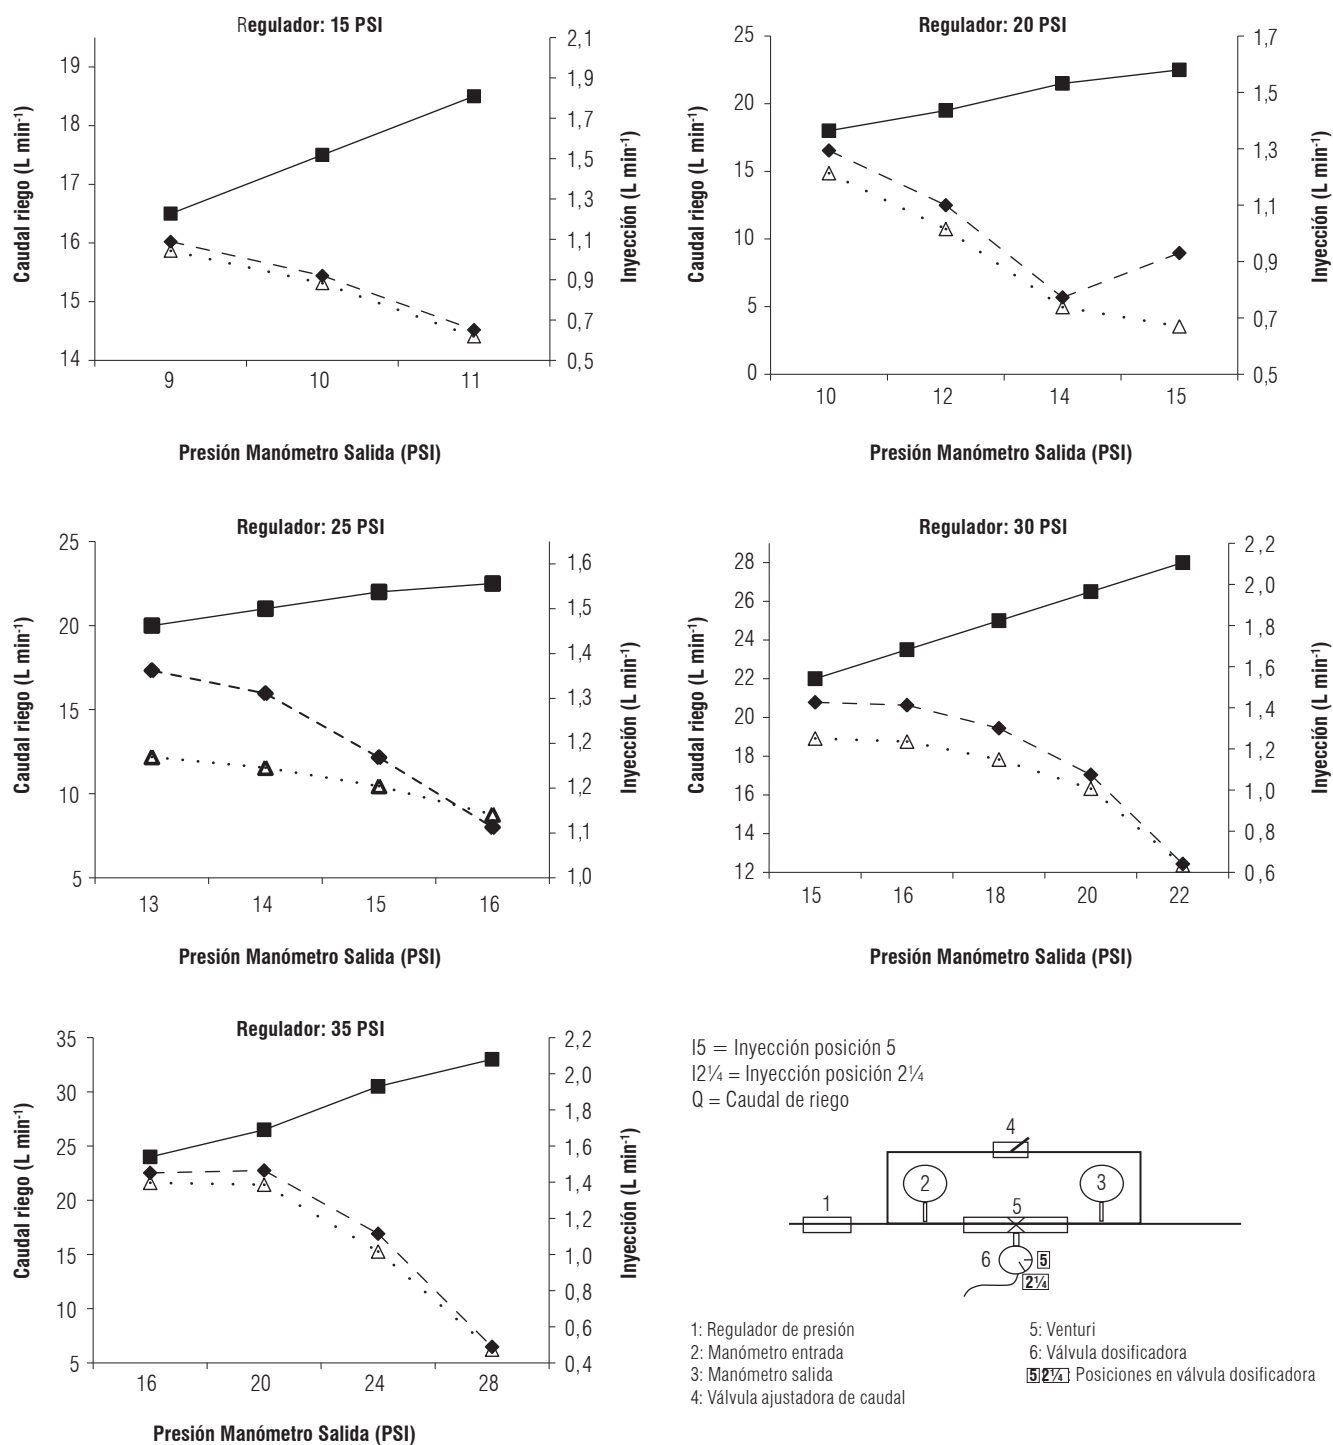 Regulador: 15 PSI
Caudal riego (L min-1)
19
18
17
16
15
14
2,1
1,9
1,7
1,5
1,3
1,1
0,9
0,7
0,5
Inyección (L min-1)
9 10 11
Presión Manómetro Salida (PSI)
Regulador: 20 PSI
Caudal riego (L min-1)
25
20
15
10
5
0
1,7
1,5
1,3
1,1
0,9
0,7
0,5
Inyección (L min-1)
10 12 14 15
Presión Manómetro Salida (PSI)
Regulador: 25 PSI
Caudal riego (L min-1)
25
20
15
10
5
1,6
1,5
1,4
1,3
1,2
1,2
1,1
1,0
Inyección (L min-1)
13 14 15 16
Presión Manómetro Salida (PSI)
Regulador: 30 PSI
Caudal riego (L min-1)
28
26
24
22
20
18
16
14
12
2,2
2,0
1,8
1,6
1,4
1,2
1,0
0,8
0,6
Inyección (L min-1)
15 16 18 20 22
Presión Manómetro Salida (PSI)
Regulador: 35 PSI
Caudal riego (L min-1)
35
30
25
20
15
10
5
2,2
2,0
1,8
1,6
1,4
1,2
1,0
0,8
0,6
0,4
Inyección (L min-1)
16 20 24 28
Presión Manómetro Salida (PSI)
I5 = Inyección posición 5
I2¼ = Inyección posición 2¼
Q = Caudal de riego
4
2
3
1
5
6
5
2¼
1: Regulador de presión
2: Manómetro entrada
3: Manómetro salida
4: Válvula ajustadora de caudal
5: Venturi
6: Válvula dosificadora
5 2¼ : Posiciones en válvula dosificadora